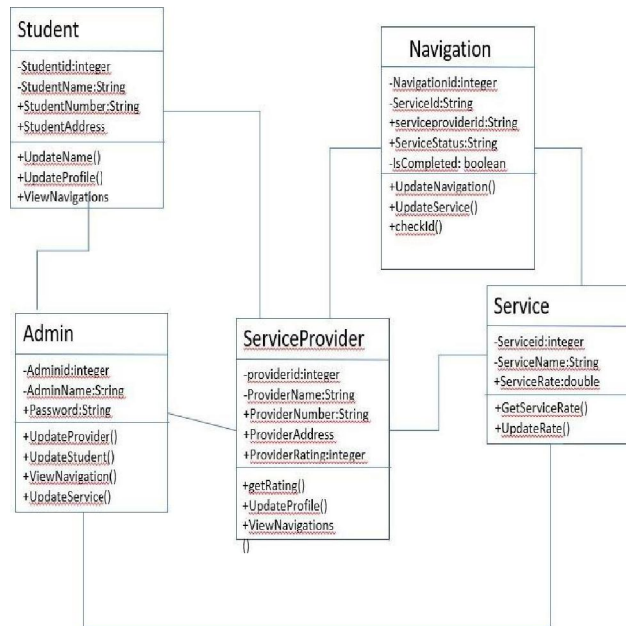 Student
-Studentid:integer
-StudentName:String
+StudentNumber:String
+StudentAddress
+UpdateName()
+UpdateProfile()
+ViewNavigations
Navigation
-NavigationId:Integer
-ServiceId:String
+serviceproviderid:String
+ServiceStatus:String
-IsCompleted: boolean
+UpdateNavigation()
+UpdateService()
+checkId()
Admin
-AdminId:integer
-AdminName:String
+Password:String
+UpdateProvider()
+UpdateStudent()
+ViewNavigation()
+UpdateService()
ServiceProvider
-providerid:integer
-ProviderName:String
+ProviderNumber:String
+ProviderAddress
+ProviderRating:integer
+getRating()
+UpdateProfile()
+ViewNavigations
()
Service
-Serviceid:integer
-ServiceName:String
+ServiceRate:double
+GetServiceRate()
+UpdateRate()